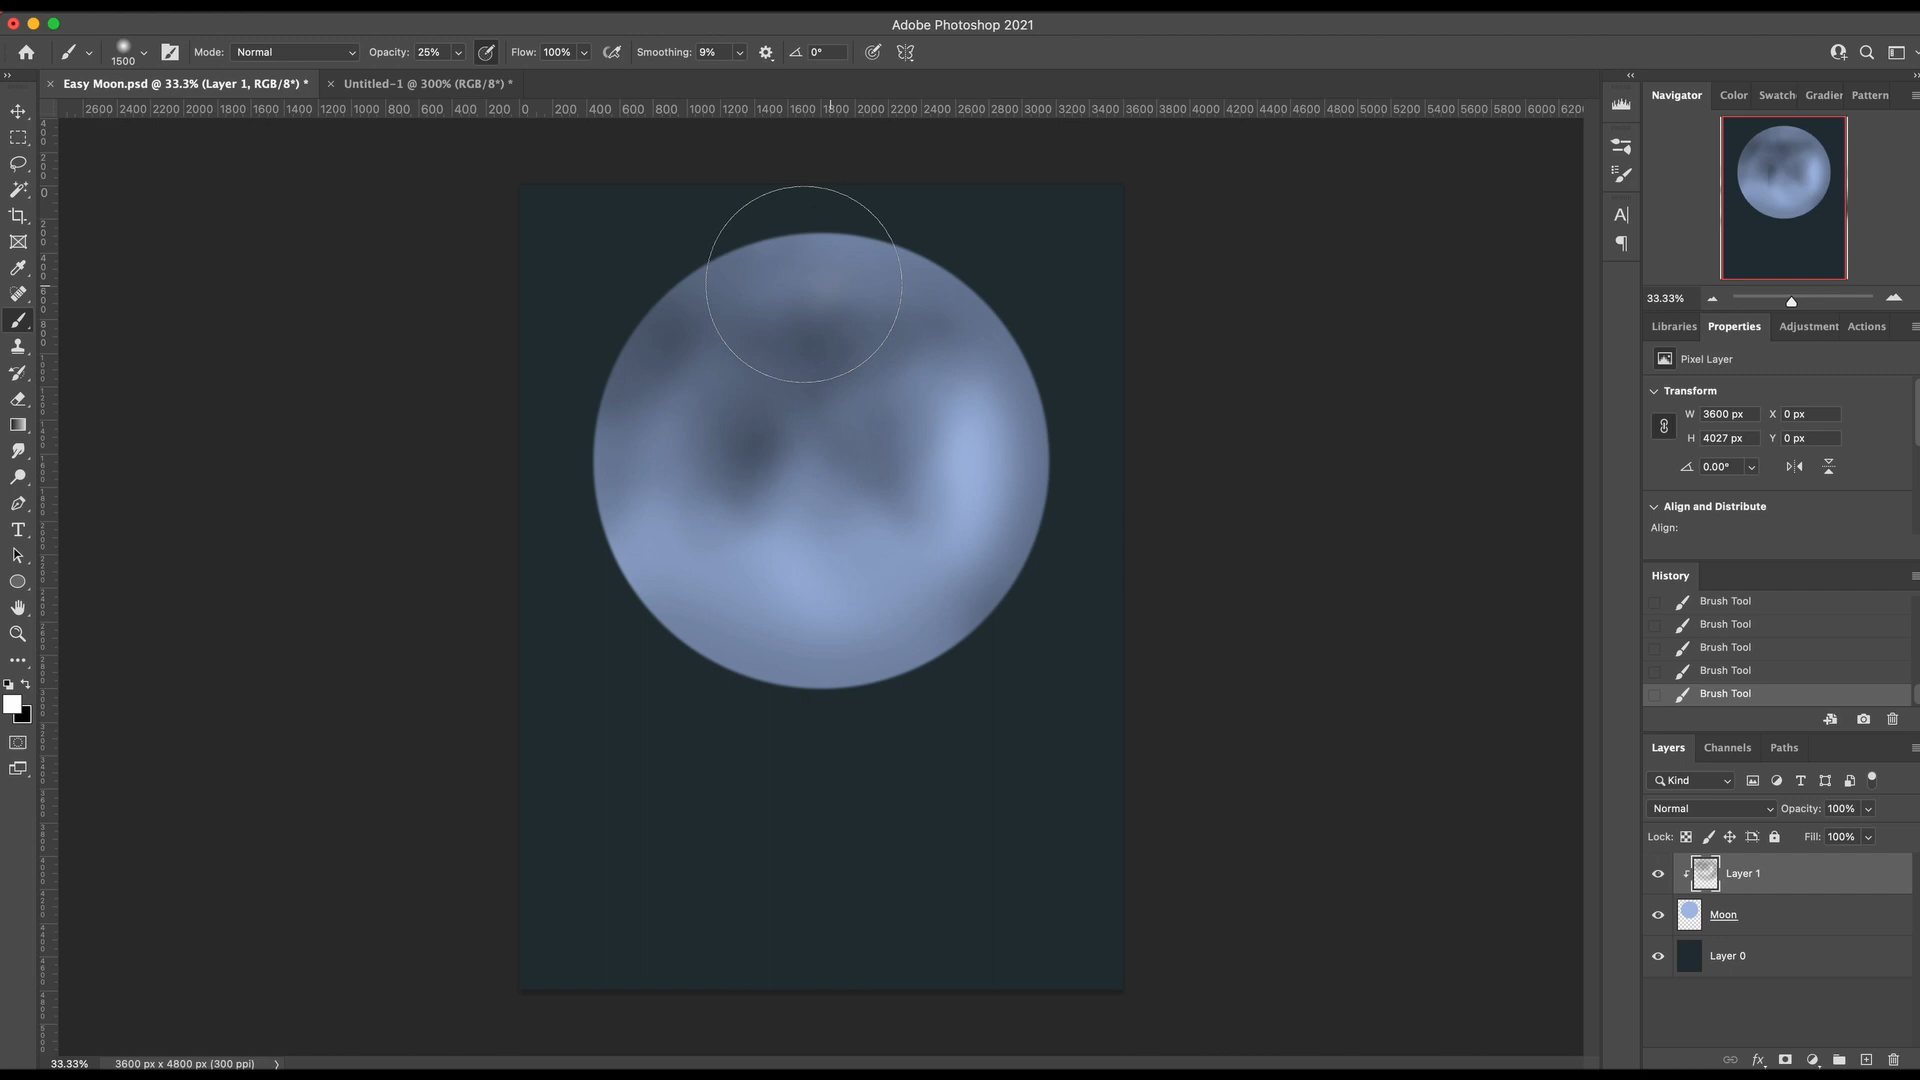 Adobe Photoshop 2021
1500 Mode: Normal Opacity: 25% Flow: 100% Smoothing: 9% 0°
Easy Moon.psd @ 33.3% (Layer 1, RGB/8*) * Untitled-1 @ 300% (RGB/8*) *
2600 2400 2200 2000 1800 1600 1400 1200 1000 800 600 400 200 0 200 400 600 800 1000 1200 1400 1600 1800 2000 2200 2400 2600 2800 3000 3200 3400 3600 3800 4000 4200 4400 4600 4800 5000 5200 5400 5600 5800 6000 620
Navigator Color Swatch Gradier Pattern
33.33%
Libraries Properties Adjustment Actions
Pixel Layer
Transform
W 3600 px X 0 px
H 4027 px Y 0 px
0.00°
Align and Distribute
Align:
History
Brush Tool
Brush Tool
Brush Tool
Brush Tool
Brush Tool
Layers Channels Paths
Kind
Normal Opacity: 100%
Lock: Fill: 100%
Layer 1
Moon
Layer 0
33.33% 3600 px x 4800 px (300 ppi)